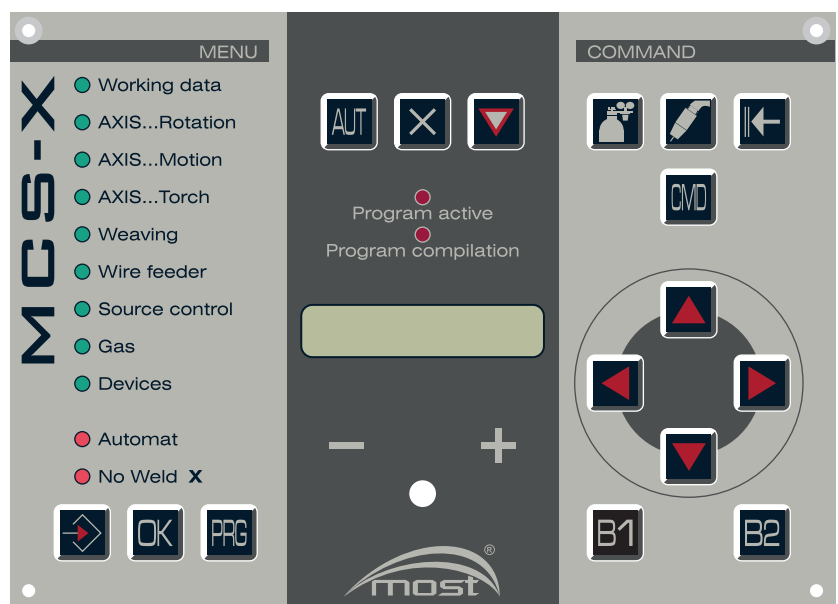 MENU
MCS-X
Working data
AXIS...Rotation
AXIS...Motion
AXIS...Torch
Weaving
Wire feeder
Source control
Gas
Devices
Automat
No Weld X
OK
PRG
AUT
Program active
Program compilation
most®
COMMAND
CMD
B1
B2